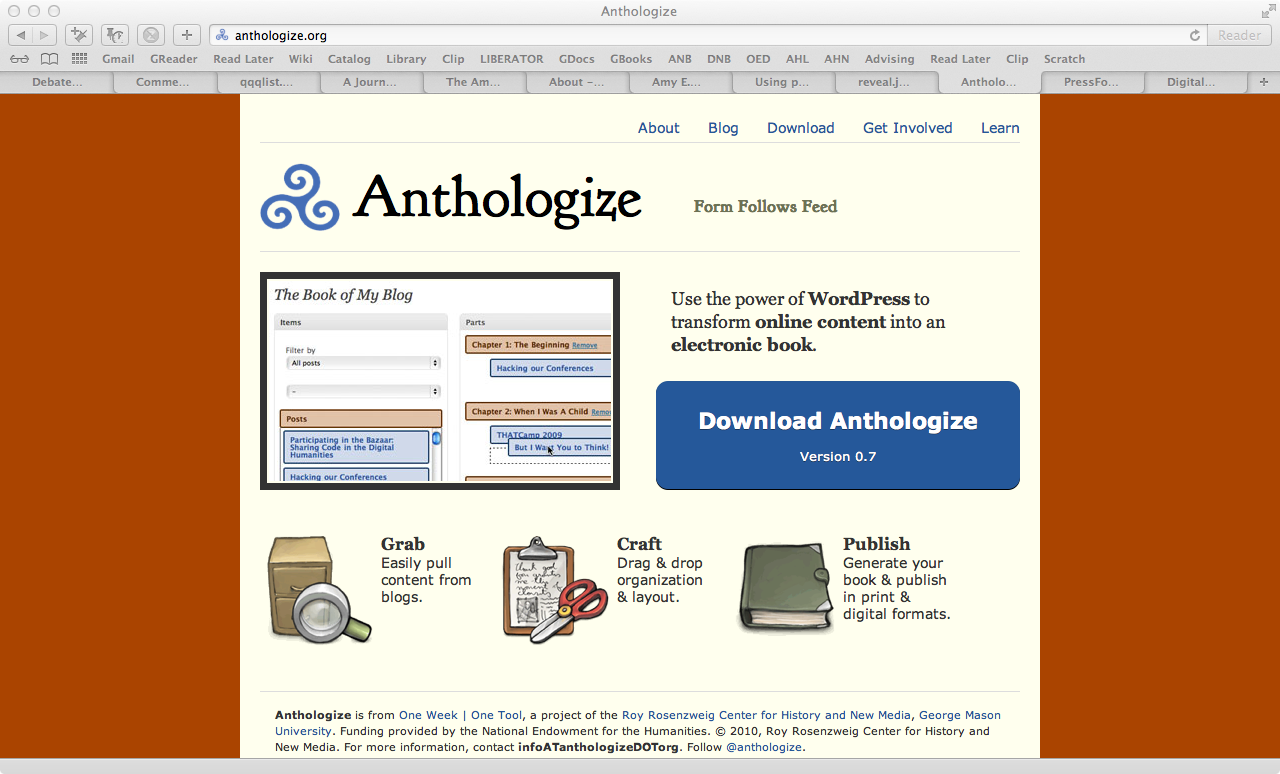 Anthologize
anthologize.org
Reader
Gmail GReader Read Later Wiki Catalog Library Clip LIBERATOR GDocs GBooks ANB DNB OED AHL AHN Advising Read Later Clip Scratch
Debate... Comme... qqqlist.... A Journ... The Am... About –... Amy E.... Using p... reveal.j... Antholo... PressFo... Digital...
About Blog Download Get Involved Learn
Anthologize
Form Follows Feed
The Book of My Blog
Items
Filter by
All posts
–
Posts
Participating in the Bazaar:
Sharing Code in the Digital
Humanities
Hacking our Conferences
Parts
Chapter 1: The Beginning Remove
Hacking our Conferences
Chapter 2: When I Was A Child Remov
THATCamp 2009
But I Want You to Think!
Use the power of WordPress to
transform online content into an
electronic book.
Download Anthologize
Version 0.7
Grab
Easily pull
content from
blogs.
Craft
Drag & drop
organization
& layout.
Publish
Generate your
book & publish
in print &
digital formats.
Anthologize is from One Week | One Tool, a project of the Roy Rosenzweig Center for History and New Media, George Mason
University. Funding provided by the National Endowment for the Humanities. © 2010, Roy Rosenzweig Center for History and
New Media. For more information, contact infoATanthologizeDOTorg. Follow @anthologize.